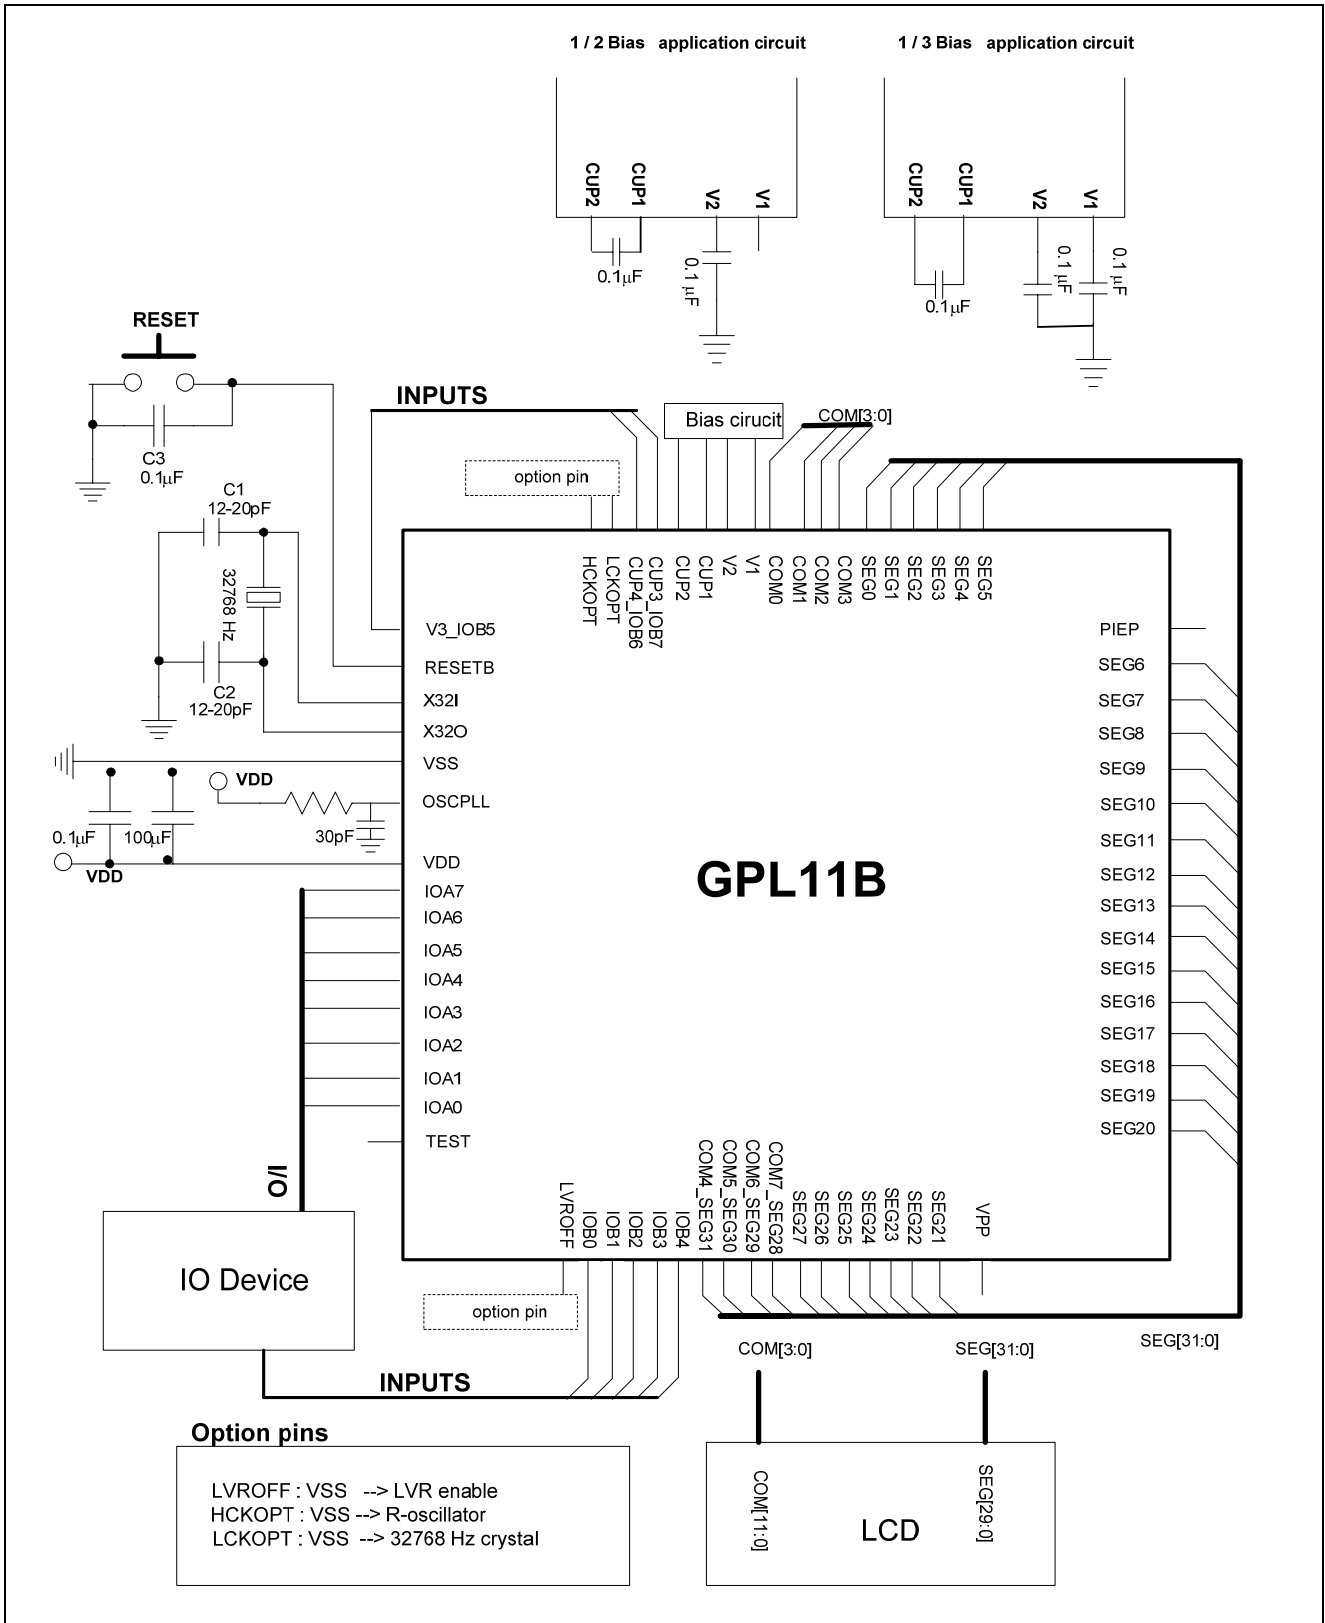 1 / 2 Bias application circuit
1 / 3 Bias application circuit
CUP2
CUP1
V2
V1
0.1µF
0.1 µF
CUP2
CUP1
V2
V1
0.1µF
0.1 µF
0.1 µF
RESET
C3
0.1µF
INPUTS
Bias cirucit
COM[3:0]
option pin
C1
12-20pF
32768 Hz
C2
12-20pF
HCKOPT
LCKOPT
CUP4_IOB6
CUP3_IOB7
CUP2
CUP1
V2
V1
COM0
COM1
COM2
COM3
SEG0
SEG1
SEG2
SEG3
SEG4
SEG5
V3_IOB5
RESETB
X32I
X32O
VSS
OSCPLL
VDD
IOA7
IOA6
IOA5
IOA4
IOA3
IOA2
IOA1
IOA0
TEST
VDD
30pF
0.1µF
100µF
VDD
GPL11B
PIEP
SEG6
SEG7
SEG8
SEG9
SEG10
SEG11
SEG12
SEG13
SEG14
SEG15
SEG16
SEG17
SEG18
SEG19
SEG20
I/O
IO Device
LVROFF
IOB0
IOB1
IOB2
IOB3
IOB4
COM4_SEG31
COM5_SEG30
COM6_SEG29
COM7_SEG28
SEG27
SEG26
SEG25
SEG24
SEG23
SEG22
SEG21
VPP
option pin
INPUTS
COM[3:0]
SEG[31:0]
SEG[31:0]
Option pins
LVROFF : VSS --> LVR enable
HCKOPT : VSS --> R-oscillator
LCKOPT : VSS --> 32768 Hz crystal
COM[11:0]
SEG[29:0]
LCD